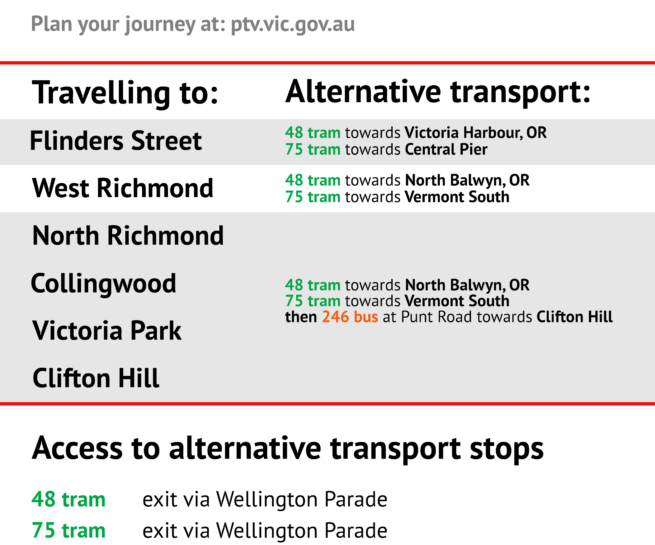 Plan your journey at: ptv.vic.gov.au
Travelling to: Alternative transport:
Flinders Street
48 tram towards Victoria Harbour, OR
75 tram towards Central Pier
West Richmond
48 tram towards North Balwyn, OR
75 tram towards Vermont South
North Richmond
Collingwood
Victoria Park
Clifton Hill
48 tram towards North Balwyn, OR
75 tram towards Vermont South
then 246 bus at Punt Road towards Clifton Hill
Access to alternative transport stops
48 tram exit via Wellington Parade
75 tram exit via Wellington Parade